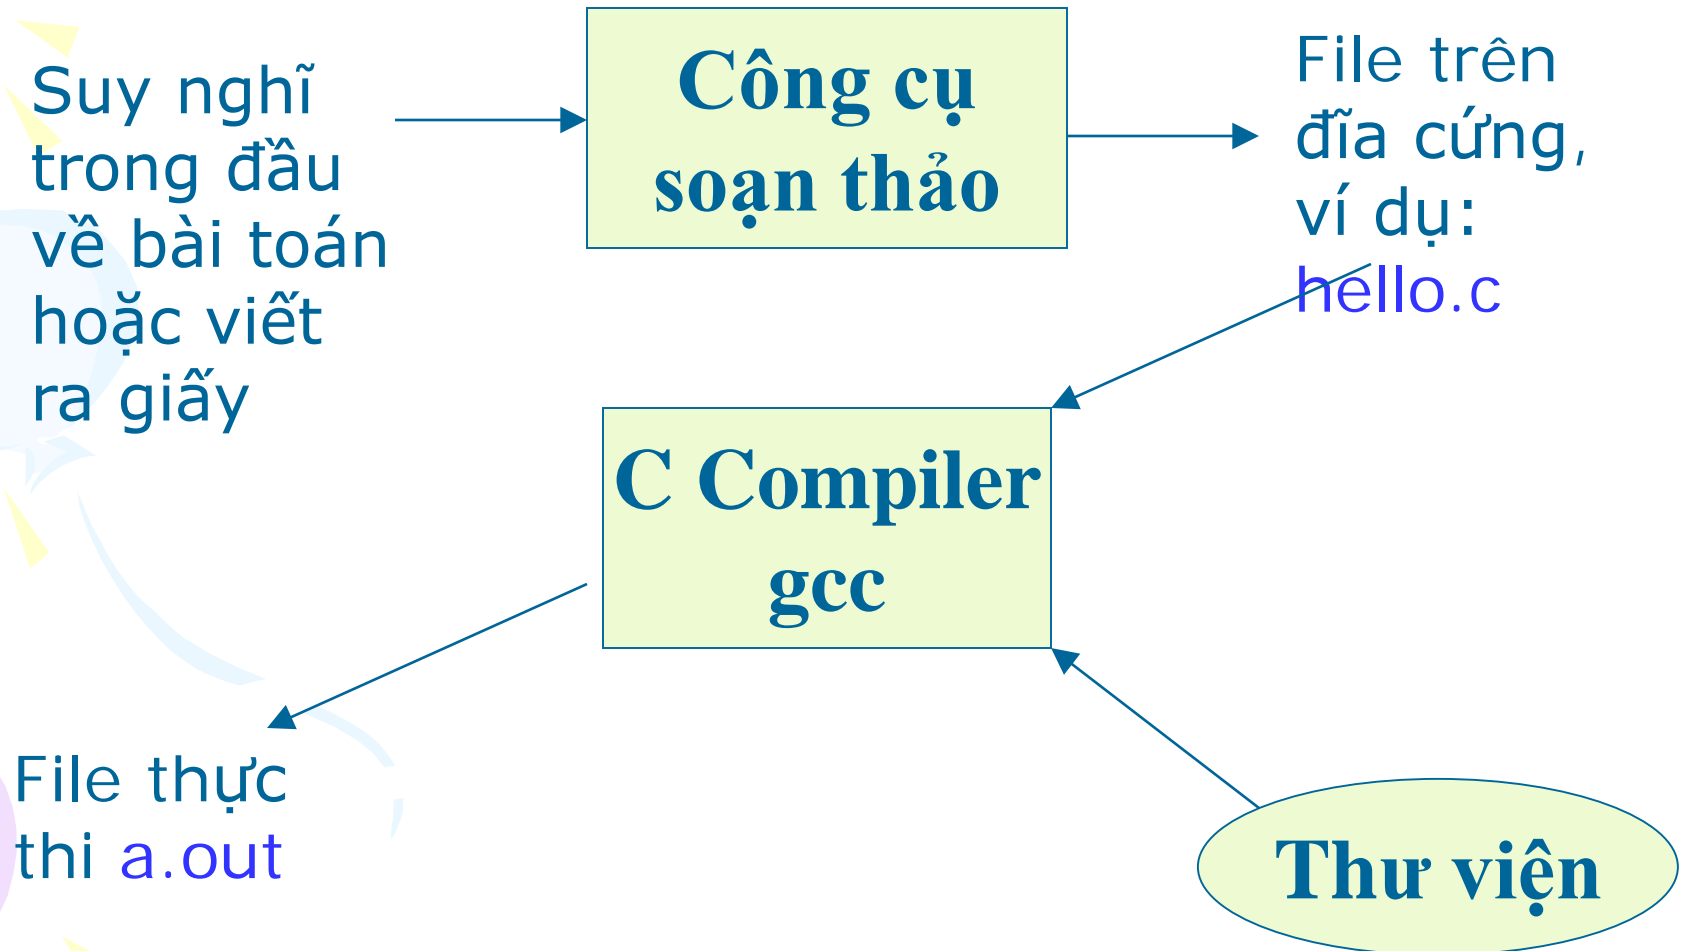 Suy nghĩ
trong đầu
về bài toán
hoặc viết
ra giấy
Công cụ
soạn thảo
File trên
đĩa cứng,
ví dụ:
hello.c
C Compiler
gcc
File thực
thi a.out
Thư viện